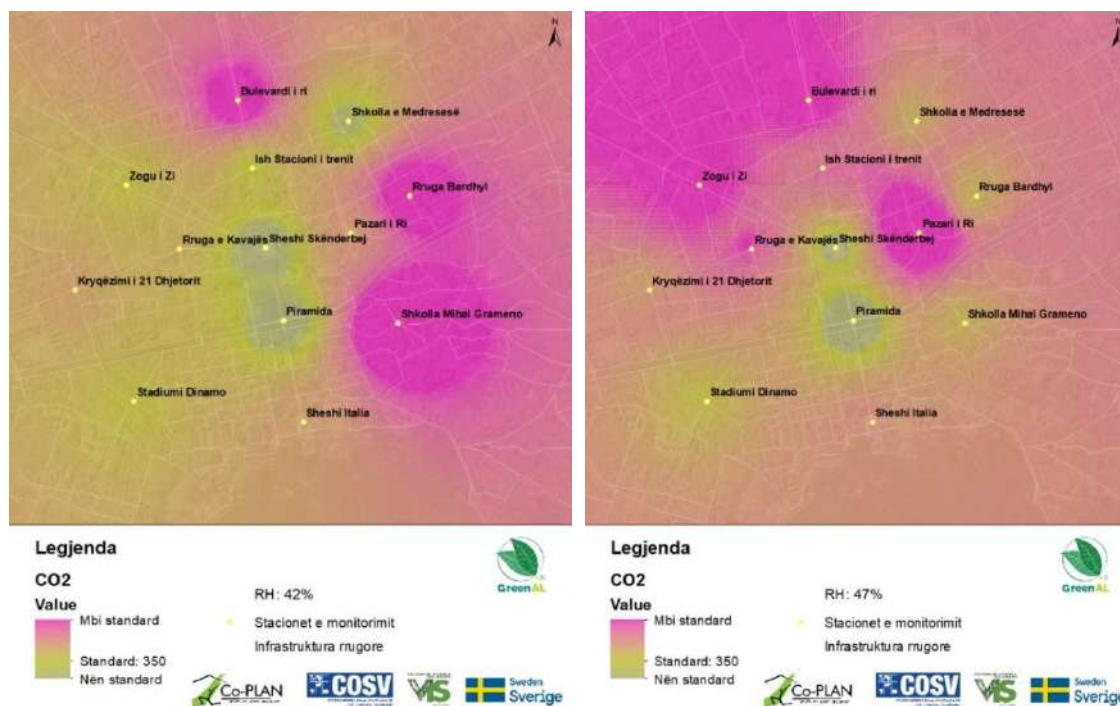 N
Bulevardi i ri
Shkolla e Medresesë
Ish Stacioni i trenit
Zogu i Zi
Rruga Bardhyl
Pazari i Ri
Rruga e Kavajës
Sheshi Skënderbej
Kryqëzimi i 21 Dhjetorit
Piramida
Shkolla Mihal Grameno
Stadiumi Dinamo
Sheshi Italia
Legjenda
CO2
Value
Mbi standard
Standard: 350
Nën standard
RH: 42%
Stacionet e monitorimit
Infrastruktura rrugore
GreenAL
Co-PLAN
COSV
VIS
Sweden
Sverige
N
Bulevardi i ri
Shkolla e Medresesë
Ish Stacioni i trenit
Zogu i Zi
Rruga Bardhyl
Pazari i Ri
Rruga e Kavajës
Sheshi Skënderbej
Kryqëzimi i 21 Dhjetorit
Piramida
Shkolla Mihal Grameno
Stadiumi Dinamo
Sheshi Italia
Legjenda
CO2
Value
Mbi standard
Standard: 350
Nën standard
RH: 47%
Stacionet e monitorimit
Infrastruktura rrugore
GreenAL
Co-PLAN
COSV
VIS
Sweden
Sverige